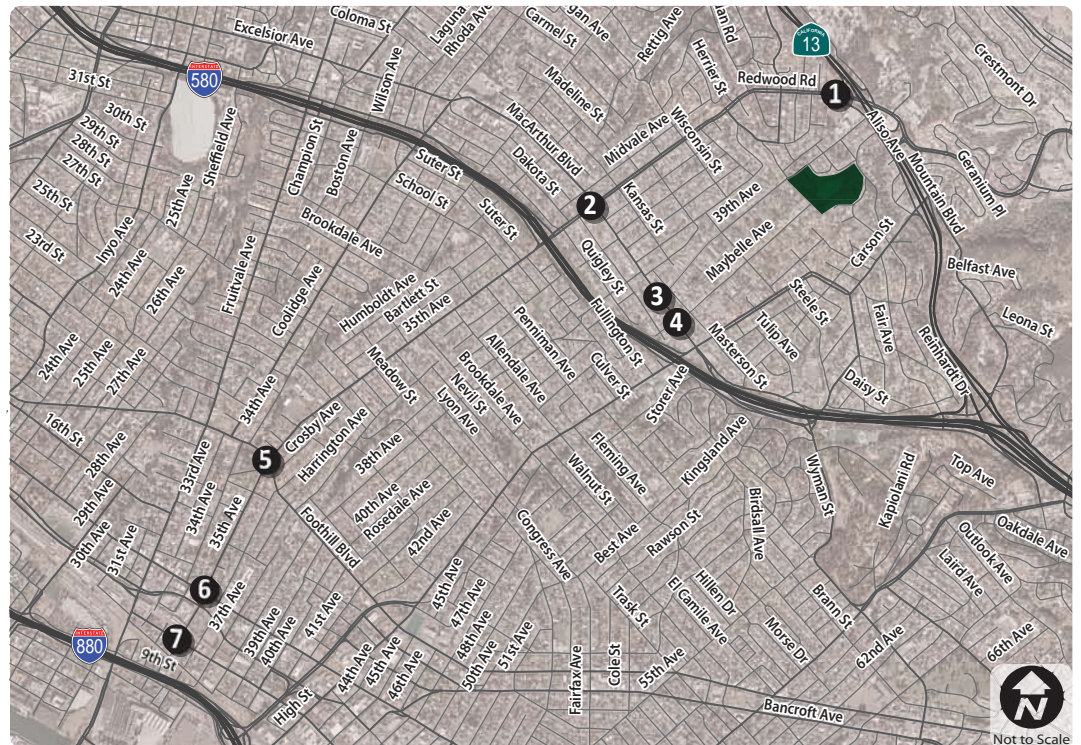 Excelsior Ave
Coloma St
Laguna
Rhoda Ave
Carmel St
gan Ave
Rettig Ave
an Rd
Herrier St
CALIFORNIA
13
Crestmont Dr
31st St
INTERSTATE
580
Wilson Ave
Madeline St
Redwood Rd
1
30th St
29th St
28th St
27th St
25th St
23rd St
25th Ave
Sheffield Ave
Champion St
Boston Ave
Suter St
School St
MacArthur Blvd
Dakota St
Midvale Ave
Wisconsin St
Alison Ave
Mountain Blvd
Geranium Pl
Inyo Ave
24th Ave
26th Ave
Fruitvale Ave
Brookdale Ave
Coolidge Ave
Suter St
2
Kansas St
39th Ave
Maybelle Ave
Carson St
Belfast Ave
Quigley St
3
4
Humboldt Ave
Bartlett St
35th Ave
Fullington St
Masterson St
Steele St
Tulip Ave
Fair Ave
Leona St
Reinhardt Dr
24th Ave
25th Ave
27th Ave
34th Ave
Meadow St
Penniman Ave
Allendale Ave
Brookdale Ave
Nevil St
Lyon Ave
Culver St
Storer Ave
Daisy St
16th St
28th Ave
29th Ave
30th Ave
31st Ave
33rd Ave
34th Ave
35th Ave
5
Crosby Ave
Harrington Ave
38th Ave
40th Ave
Rosedale Ave
42nd Ave
Foothill Blvd
Fleming Ave
Walnut St
Kingsland Ave
Wyman St
Kapiolani Rd
Top Ave
Oakdale Ave
Outlook Ave
Laird Ave
Birdsall Ave
Congress Ave
Best Ave
Rawson St
6
37th Ave
39th Ave
40th Ave
41st Ave
45th Ave
47th Ave
48th Ave
50th Ave
51st Ave
Trask St
Hilen Dr
El Camile Ave
Morse Dr
Brann St
62nd Ave
66th Ave
INTERSTATE
880
7
9th St
High St
44th Ave
45th Ave
46th Ave
Fairfax Ave
Cole St
55th Ave
Bancroft Ave
N
Not to Scale